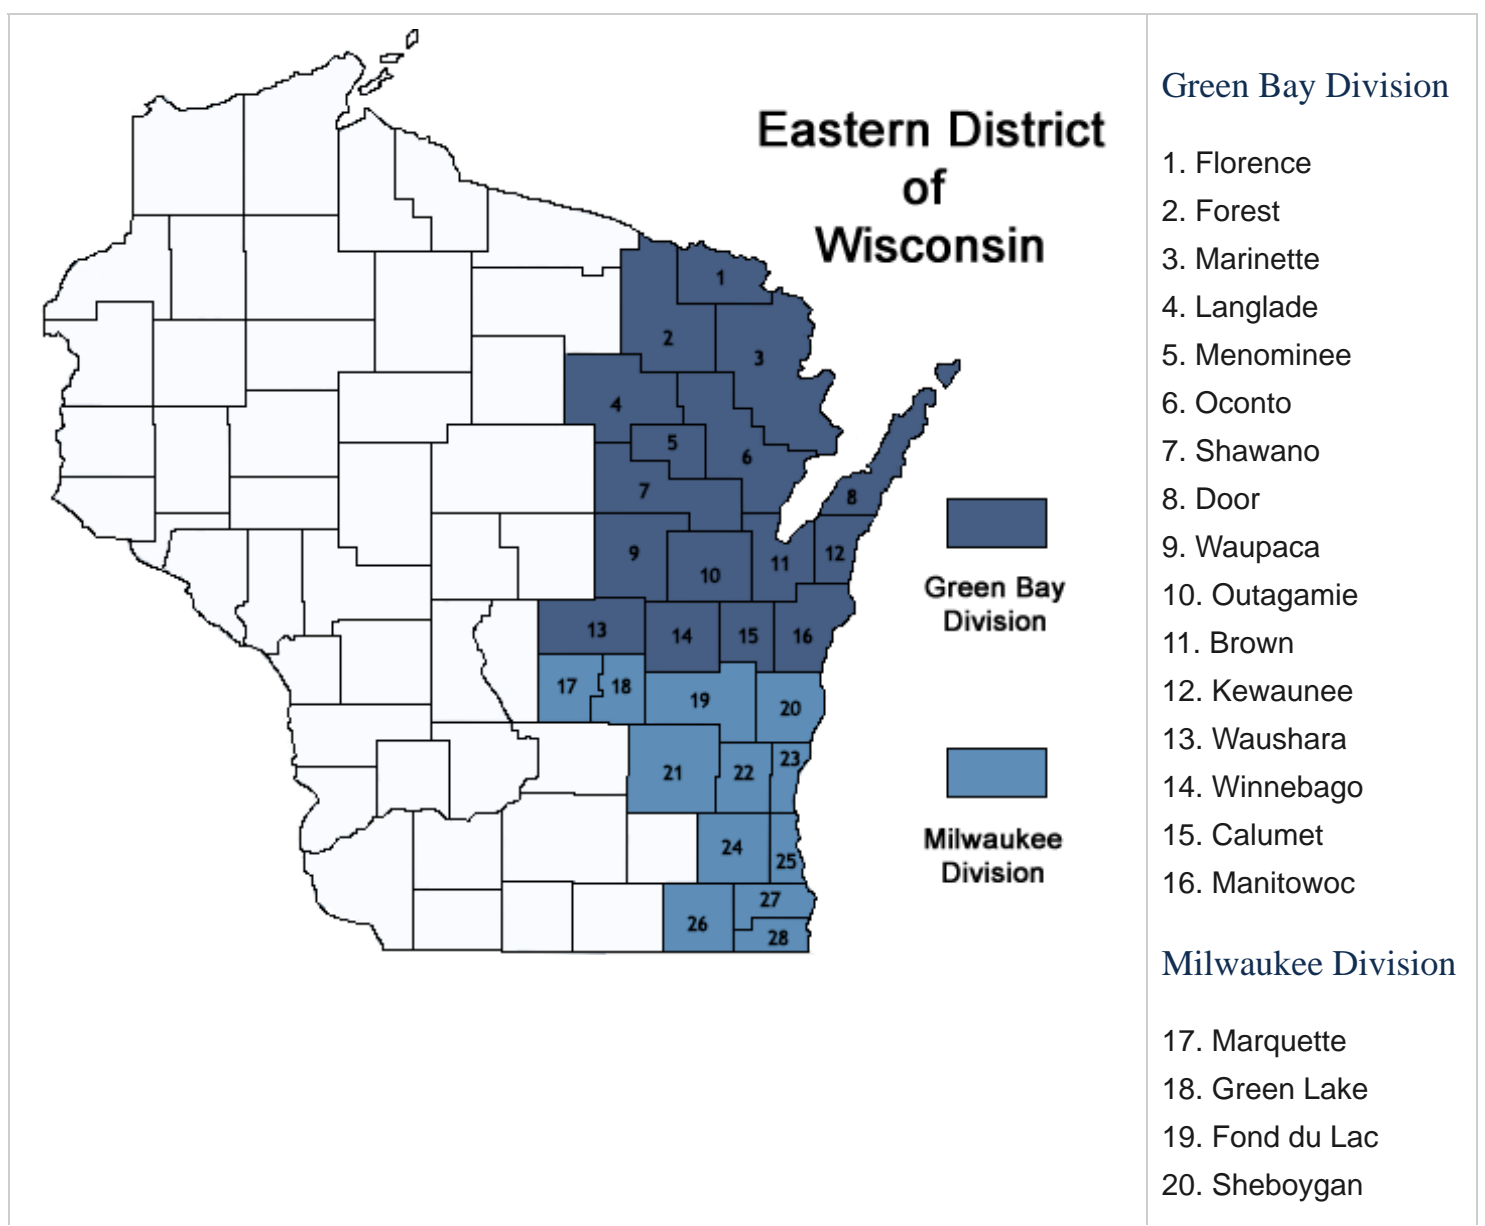 Eastern District
of
Wisconsin
1
2
3
4
5
6
7
8
9
10
11
12
13
14
15
16
17
18
19
20
21
22
23
24
25
26
27
28
Green Bay
Division
Milwaukee
Division
Green Bay Division
1. Florence
2. Forest
3. Marinette
4. Langlade
5. Menominee
6. Oconto
7. Shawano
8. Door
9. Waupaca
10. Outagamie
11. Brown
12. Kewaunee
13. Waushara
14. Winnebago
15. Calumet
16. Manitowoc
Milwaukee Division
17. Marquette
18. Green Lake
19. Fond du Lac
20. Sheboygan